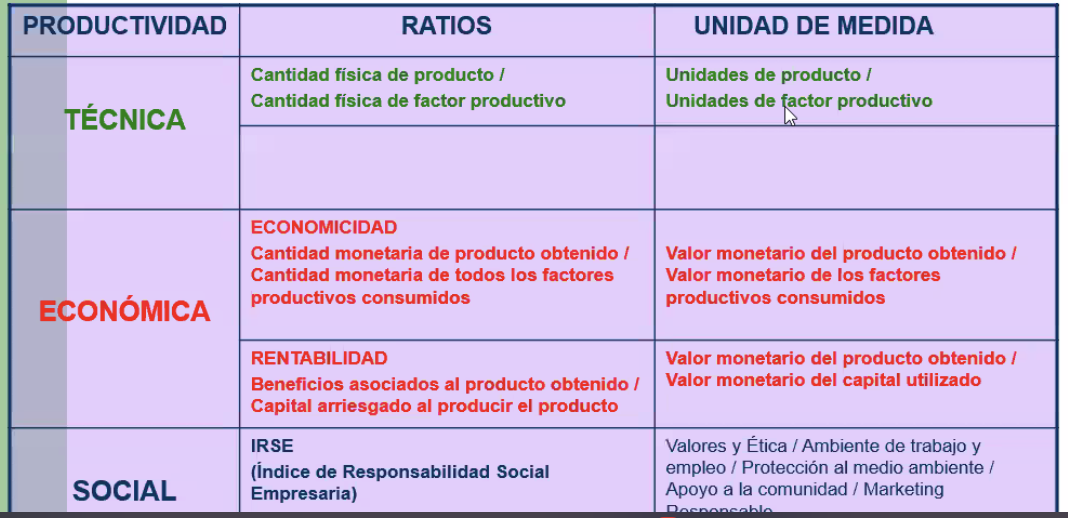 PRODUCTIVIDAD RATIOS UNIDAD DE MEDIDA
TÉCNICA
Cantidad física de producto /
Cantidad física de factor productivo
Unidades de producto /
Unidades de factor productivo
ECONÓMICA
ECONOMICIDAD
Cantidad monetaria de producto obtenido /
Cantidad monetaria de todos los factores
productivos consumidos
Valor monetario del producto obtenido /
Valor monetario de los factores
productivos consumidos
RENTABILIDAD
Beneficios asociados al producto obtenido /
Capital arriesgado al producir el producto
Valor monetario del producto obtenido /
Valor monetario del capital utilizado
SOCIAL
IRSE
(Índice de Responsabilidad Social
Empresaria)
Valores y Ética / Ambiente de trabajo y
empleo / Protección al medio ambiente /
Apoyo a la comunidad / Marketing
Responsable